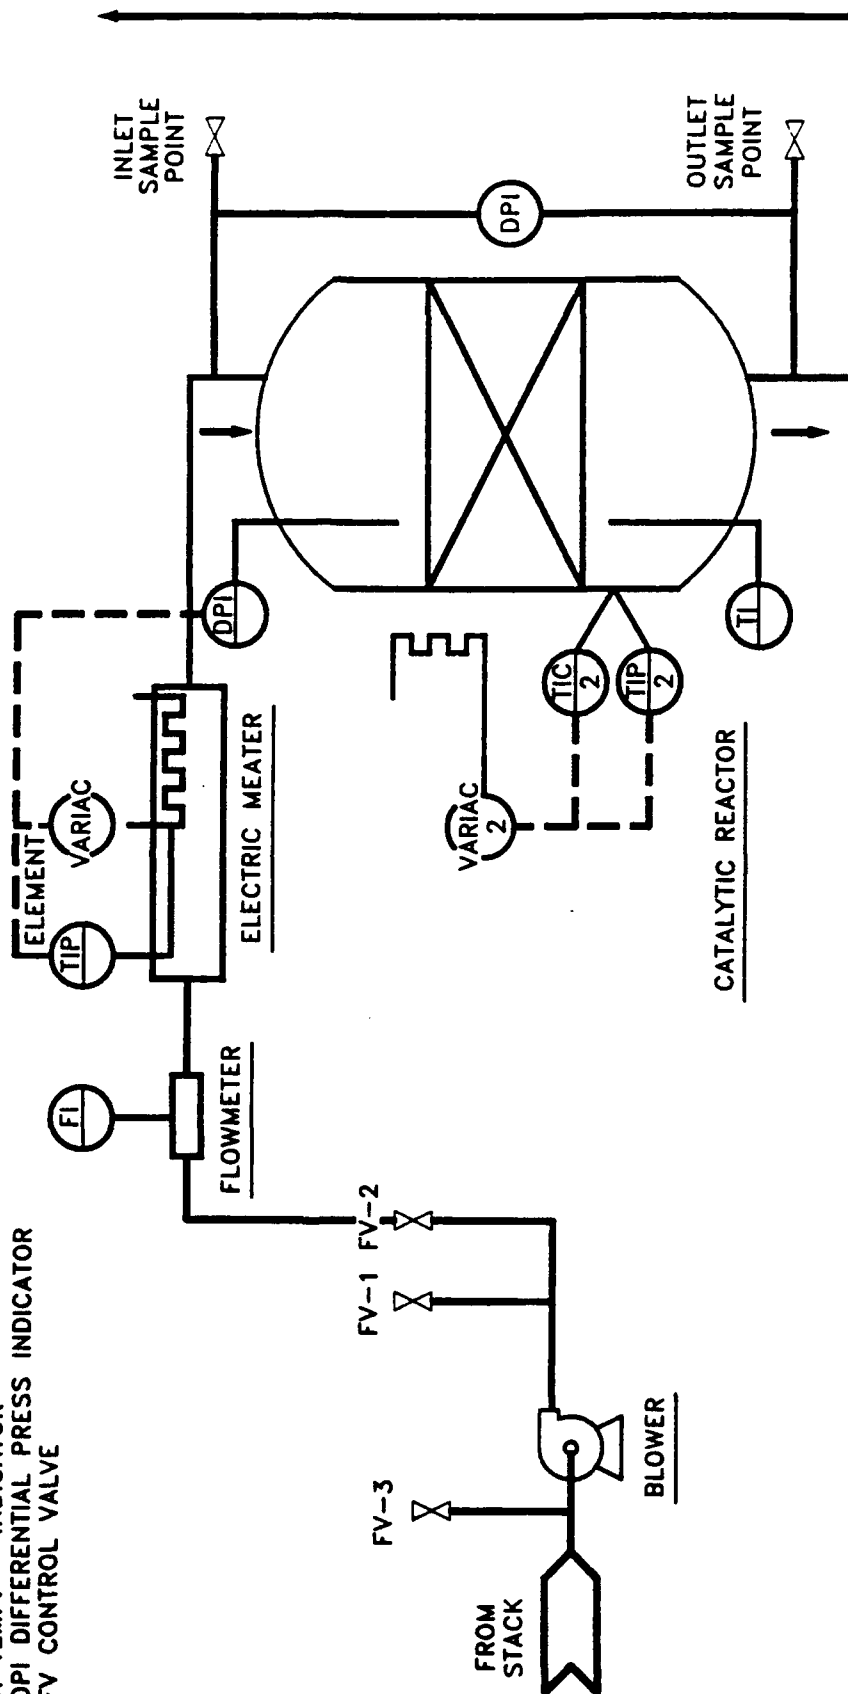 INDICATOR
DPI DIFFERENTIAL PRESS INDICATOR
FV CONTROL VALVE
FROM
STACK
FV-3
BLOWER
FV-1
FV-2
FI
FLOWMETER
TIP
ELEMENT
VARIAC
ELECTRIC MEATER
DPI
INLET
SAMPLE
POINT
DPI
OUTLET
SAMPLE
POINT
VARIAC
2
TIC
2
TIP
2
TI
CATALYTIC REACTOR